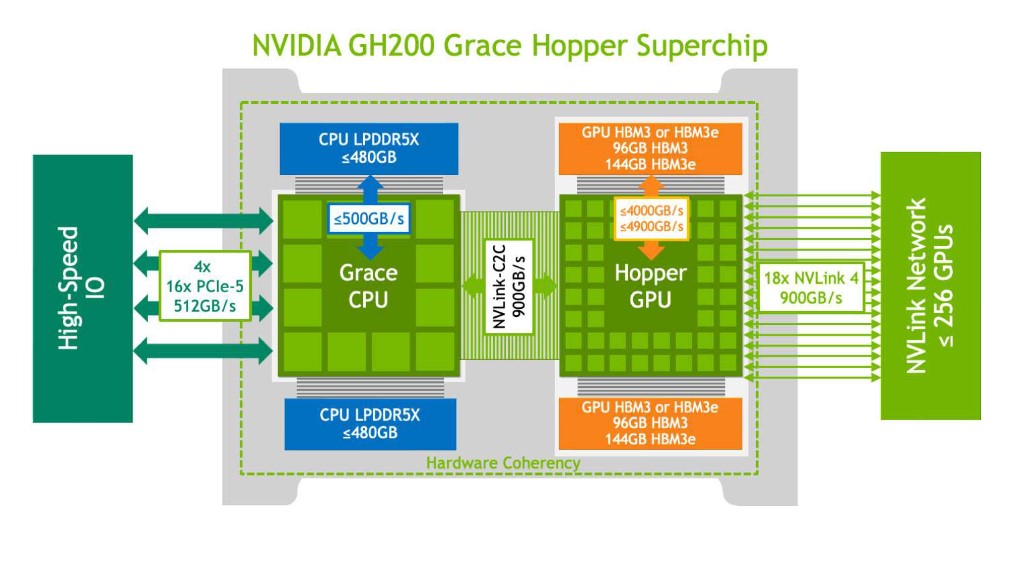 NVIDIA GH200 Grace Hopper Superchip
High-Speed
IO
4x
16x PCIe-5
512GB/s
CPU LPDDR5X
≤480GB
≤500GB/s
Grace
CPU
CPU LPDDR5X
≤480GB
NVLink-C2C
900GB/s
GPU HBM3 or HBM3e
96GB HBM3
144GB HBM3e
≤4000GB/s
≤4900GB/s
Hopper
GPU
GPU HBM3 or HBM3e
96GB HBM3
144GB HBM3e
18x NVLink 4
900GB/s
NVLink Network
≤ 256 GPUs
Hardware Coherency